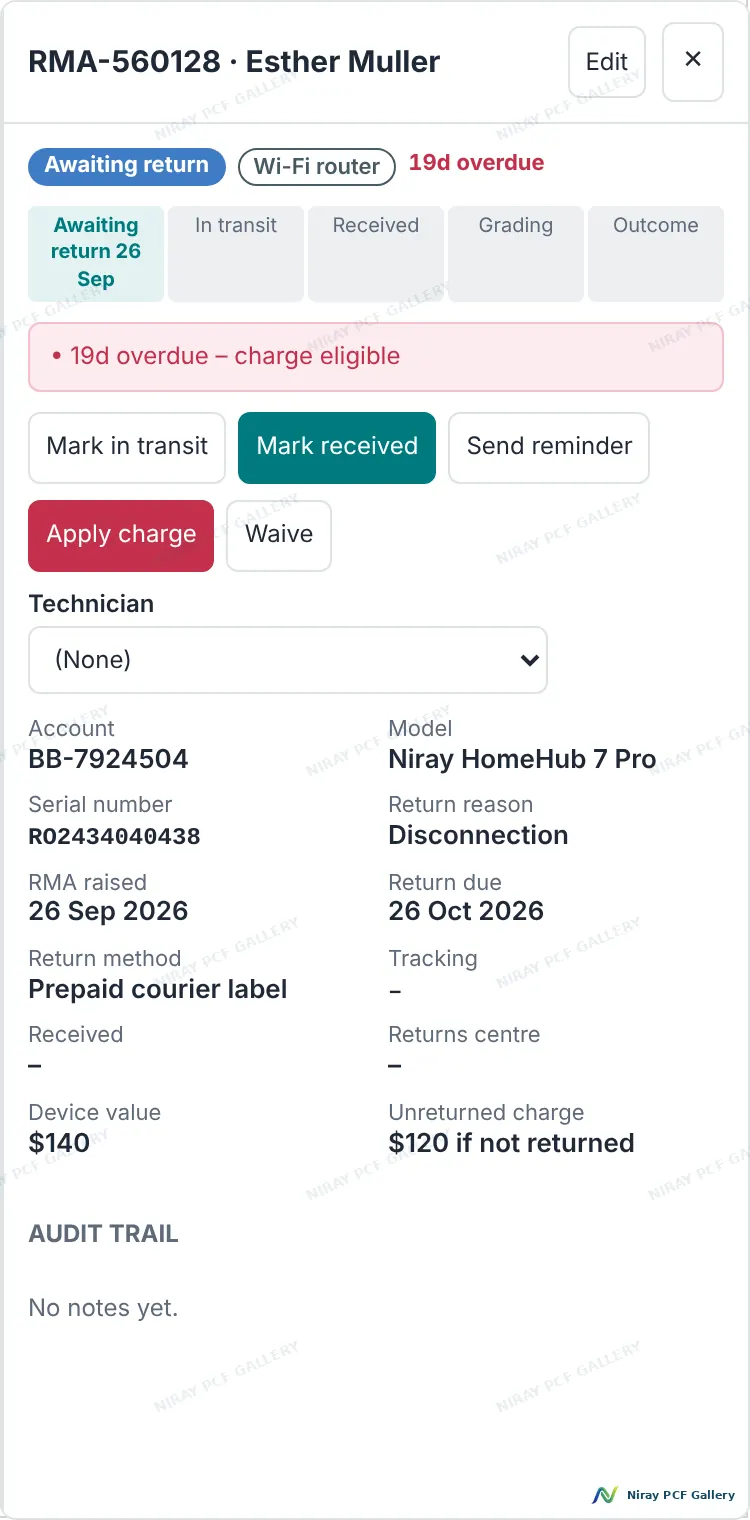 RMA-560128 · Esther Muller
Edit
×
Awaiting return
Wi-Fi router
19d overdue
Awaiting
return 26
Sep
In transit
Received
Grading
Outcome
• 19d overdue – charge eligible
Mark in transit
Mark received
Send reminder
Apply charge
Waive
Technician
(None)
Account
BB-7924504
Model
Niray HomeHub 7 Pro
Serial number
RO2434040438
Return reason
Disconnection
RMA raised
26 Sep 2026
Return due
26 Oct 2026
Return method
Prepaid courier label
Tracking
–
Received
–
Returns centre
–
Device value
$140
Unreturned charge
$120 if not returned
AUDIT TRAIL
No notes yet.
NIRAY PCF GALLERY
Niray PCF Gallery